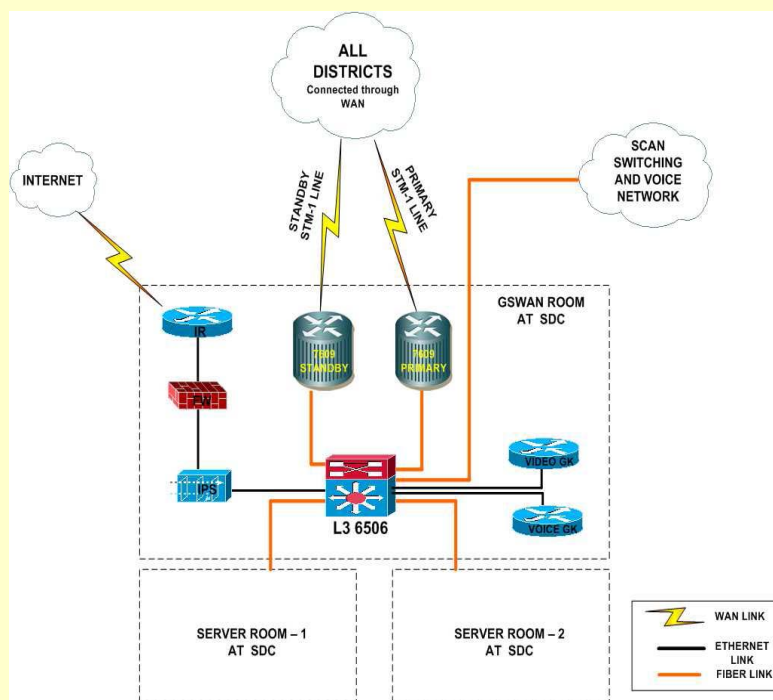 ALL
DISTRICTS
Connected through
WAN
INTERNET
STANDBY
STM-1 LINE
PRIMARY
STM-1 LINE
SCAN
SWITCHING
AND VOICE
NETWORK
GSWAN ROOM
AT SDC
IR
7609
STANDBY
7609
PRIMARY
FW
IPS
VIDEO GK
VOICE GK
L3 6506
SERVER ROOM – 1
AT SDC
SERVER ROOM – 2
AT SDC
WAN LINK
ETHERNET
LINK
FIBER LINK